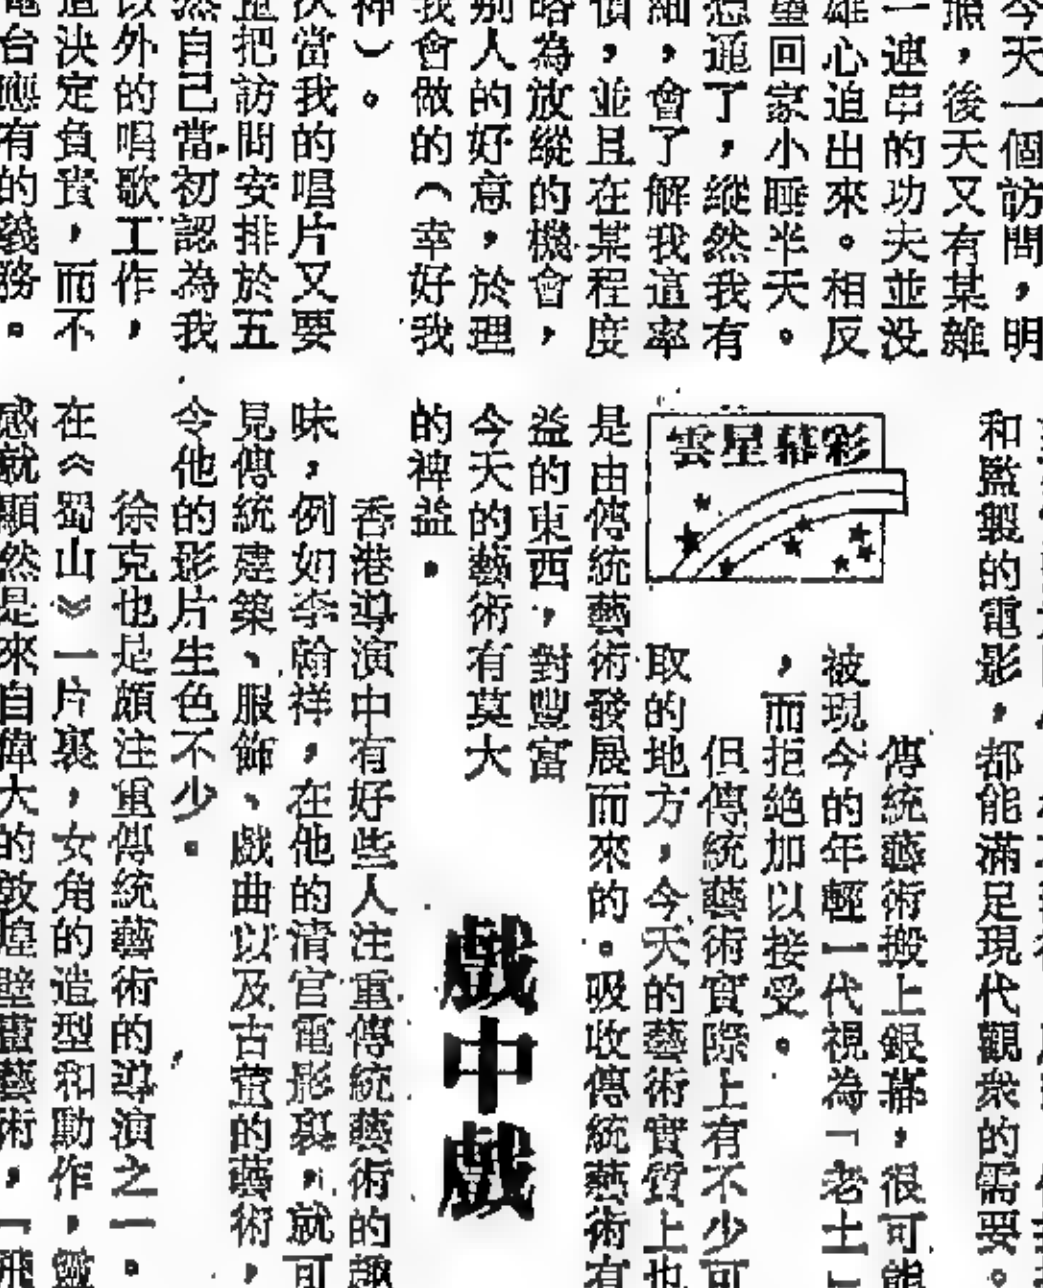 今天一個訪問，明
照，後天又有某雜
一連串的功夫並没
雄心迫出來。相反
望回家小睡半天。
想通了，縱然我有
細，會了解我這率
價，並且在某程度
略為放縱的機會，
別人的好意，於理
我會做的（幸好我
神）。
當我的唱片又要
把訪問安排於五
然自己當初認為我
以外的唱歌工作，
決定負責，而不
台應有的義務。
和監製的電影，都能滿足現代觀衆的需要。
彩幕星雲
傳統藝術搬上銀幕，很可能
被現今的年輕一代視為「老土」
，而拒絶加以接受。
但傳統藝術實際上有不少可
取的地方，今天的藝術實質上也
是由傳統藝術發展而來的。吸收傳統藝術有
益的東西，對豐富
今天的藝術有莫大
的裨益．
戲中戲
香港導演中有好些人注重傳統藝術的趣
味，例如李翰祥，在他的清宮電影裏，就可
見傳統建築、服飾、戲曲以及古董的藝術，
令他的影片生色不少。
徐克也是頗注重傳統藝術的導演之一。
在《蜀山》一片裏，女角的造型和動作，靈
感就顯然是來自偉大的敦煌壁畫藝術，「飛